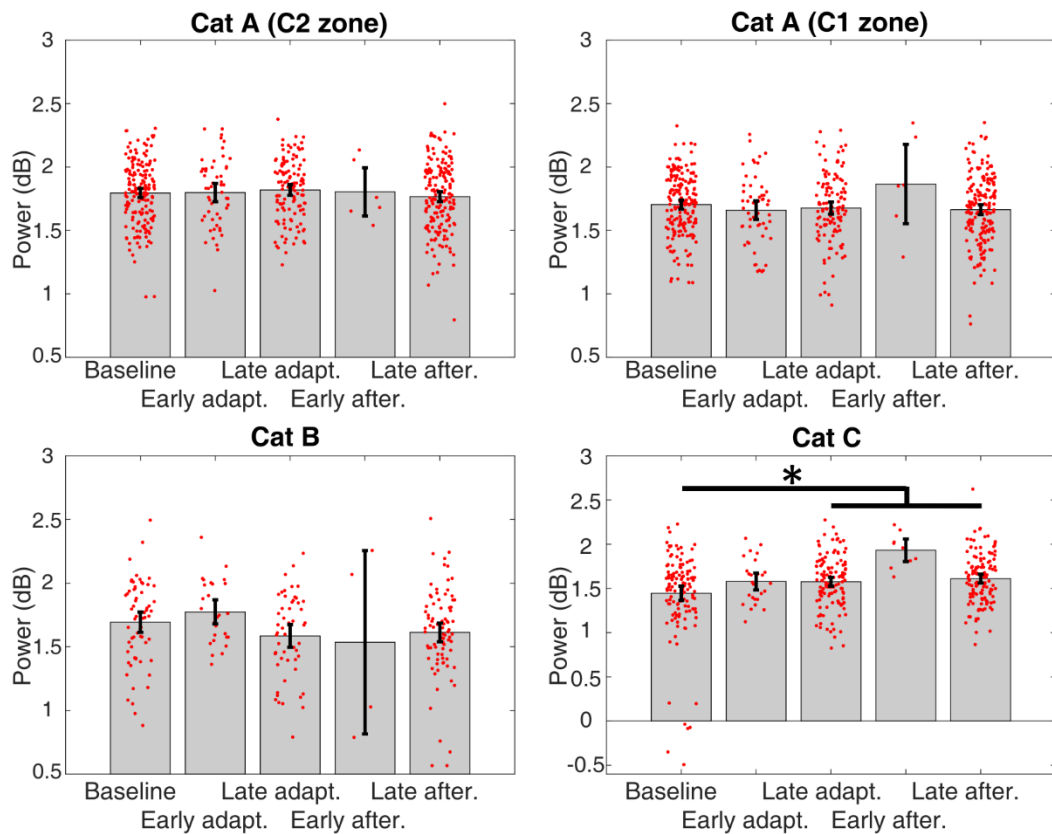 Cat A (C2 zone)
3
2.5
2
1.5
1
0.5
Power (dB)
Baseline Late adapt. Late after.
Early adapt. Early after.
Cat A (C1 zone)
3
2.5
2
1.5
1
0.5
Power (dB)
Baseline Late adapt. Late after.
Early adapt. Early after.
Cat B
3
2.5
2
1.5
1
0.5
Power (dB)
Baseline Late adapt. Late after.
Early adapt. Early after.
Cat C
*
3
2.5
2
1.5
1
0
-0.5
Power (dB)
Baseline Late adapt. Late after.
Early adapt. Early after.